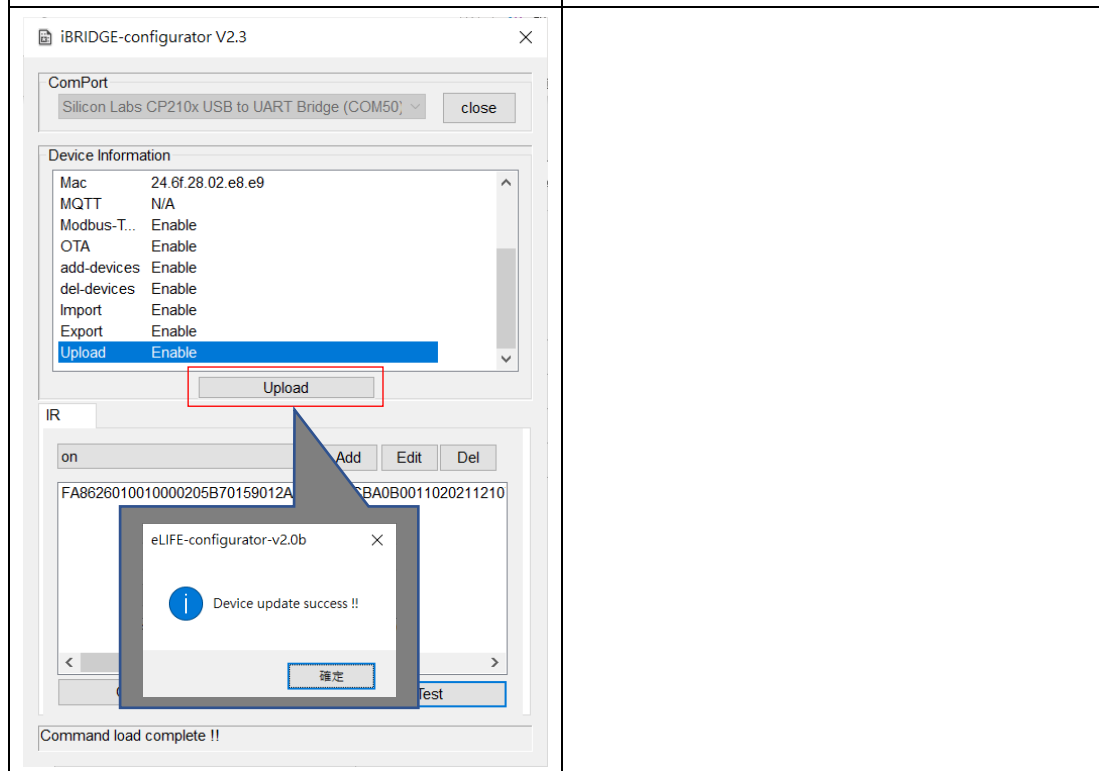 iBRIDGE-configurator V2.3
ComPort
Silicon Labs CP210x USB to UART Bridge (COM50)
close
Device Information
Mac 24.6f.28.02.e8.e9
MQTT N/A
Modbus-T... Enable
OTA Enable
add-devices Enable
del-devices Enable
Import Enable
Export Enable
Upload Enable
Upload
IR
on
Add Edit Del
FA8626010010000205B70159012A
BA0B0011020211210
eLIFE-configurator-v2.0b
Device update success !!
確定
Test
Command load complete !!